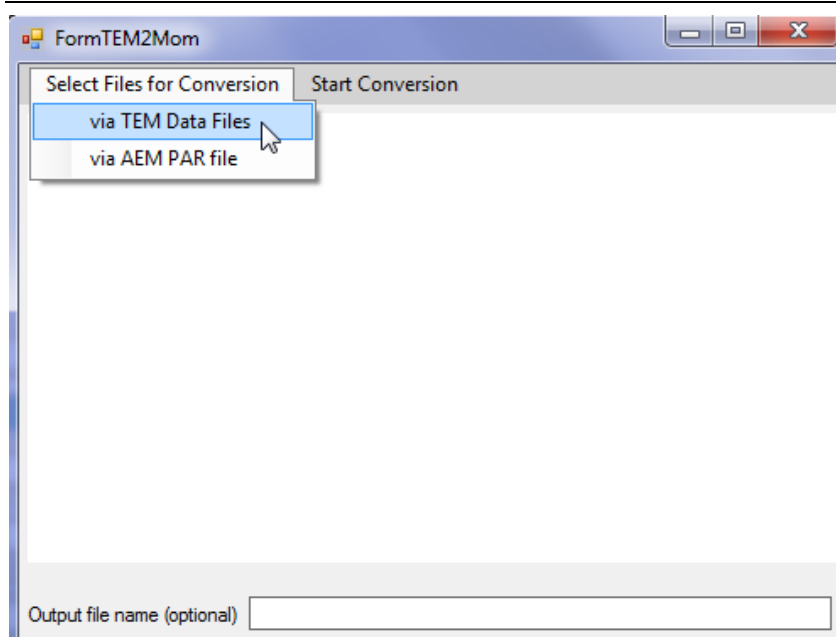 FormTEM2Mom
Select Files for Conversion Start Conversion
via TEM Data Files
via AEM PAR file
Output file name (optional)